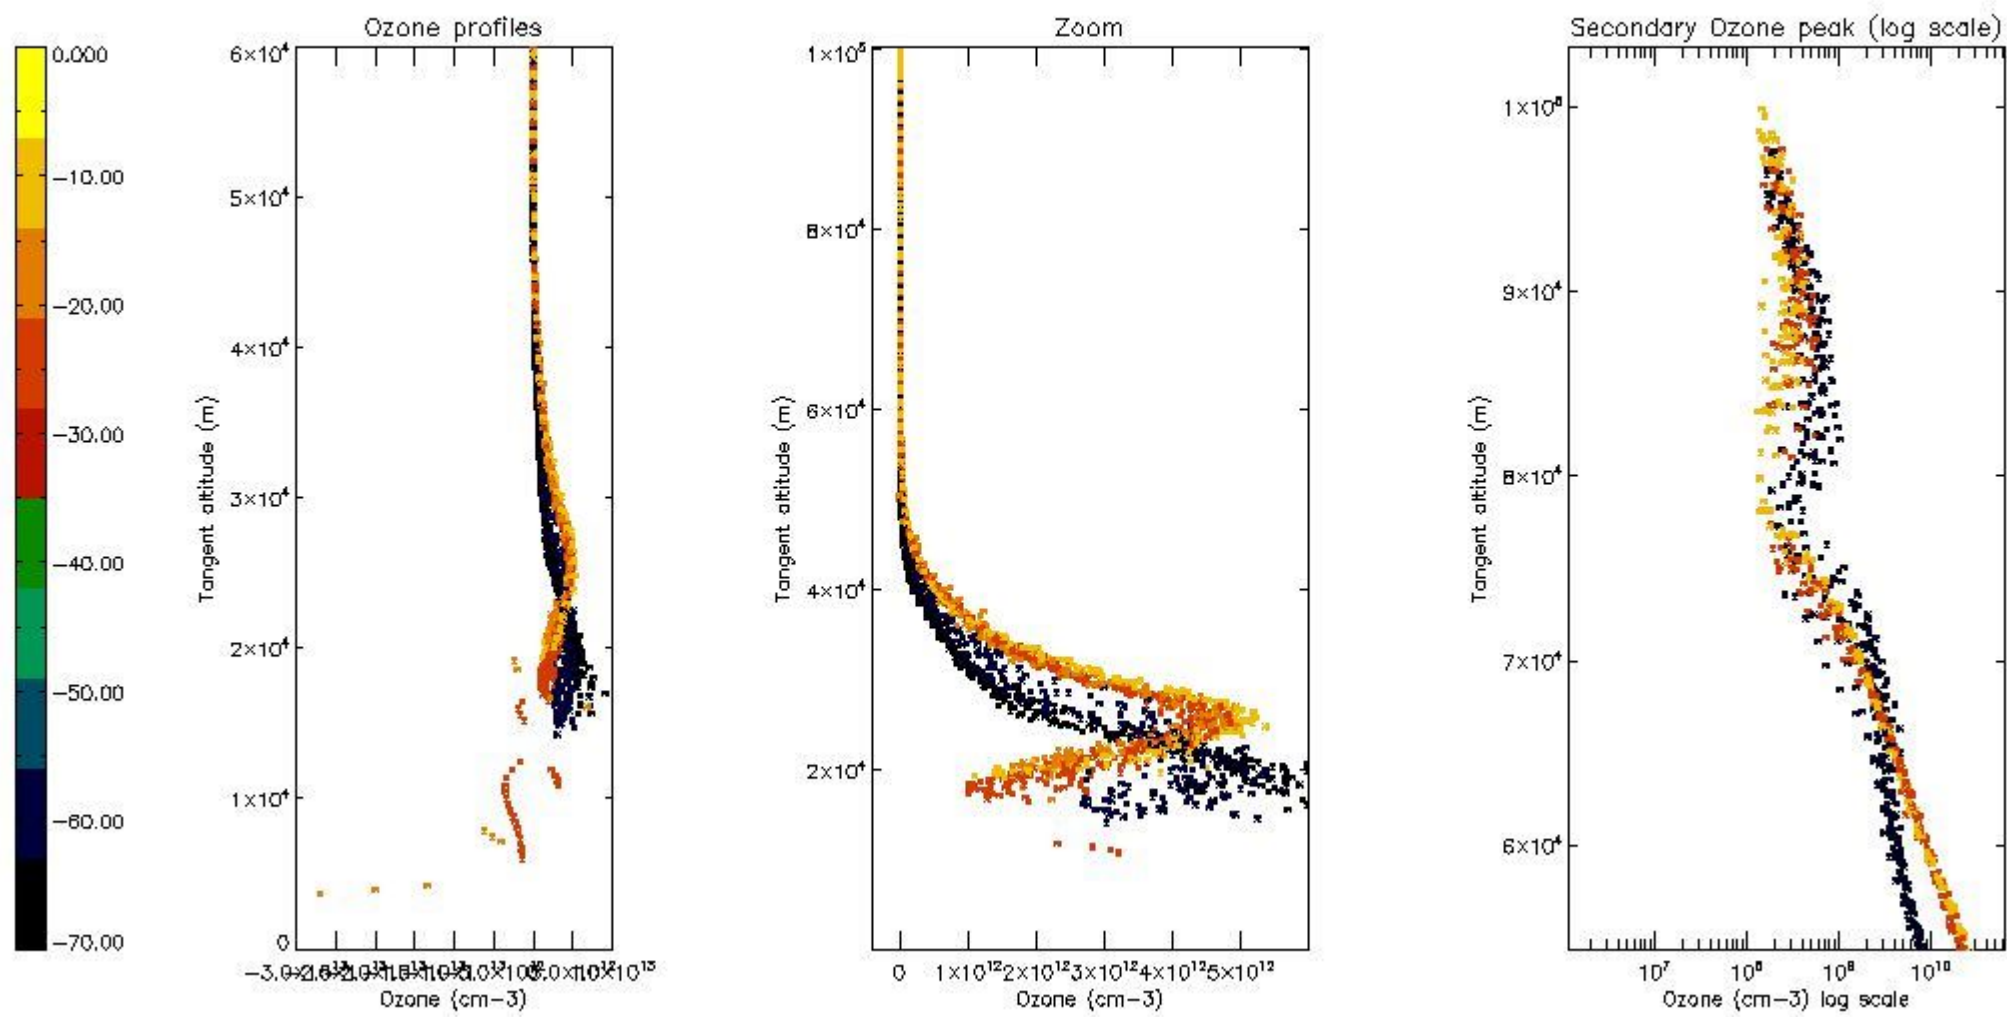 Ozone profiles
Zoom
Secondary Ozone peak (log scale)
0.000
−10.00
−20.00
−30.00
−40.00
−50.00
−60.00
−70.00
6×10⁴
5×10⁴
4×10⁴
3×10⁴
2×10⁴
1×10⁴
0
Tangent altitude (m)
Ozone (cm−3)
1×10⁵
8×10⁴
6×10⁴
4×10⁴
2×10⁴
Tangent altitude (m)
0 1×10¹² 2×10¹² 3×10¹² 4×10¹² 5×10¹²
Ozone (cm−3)
9×10⁴
8×10⁴
7×10⁴
6×10⁴
Tangent altitude (m)
10⁷ 10⁸ 10⁹ 10¹⁰
Ozone (cm−3) log scale